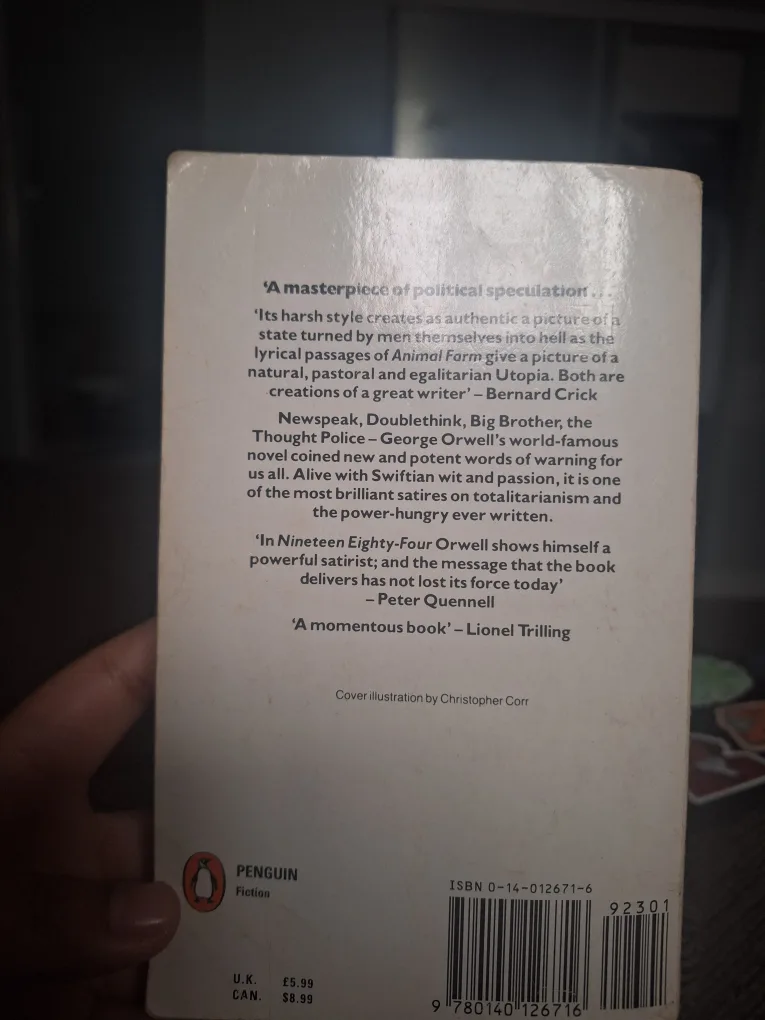 ‘A masterpiece of political speculation . . .
‘Its harsh style creates as authentic a picture of a
state turned by men themselves into hell as the
lyrical passages of Animal Farm give a picture of a
natural, pastoral and egalitarian Utopia. Both are
creations of a great writer’ – Bernard Crick
Newspeak, Doublethink, Big Brother, the
Thought Police – George Orwell’s world-famous
novel coined new and potent words of warning for
us all. Alive with Swiftian wit and passion, it is one
of the most brilliant satires on totalitarianism and
the power-hungry ever written.
‘In Nineteen Eighty-Four Orwell shows himself a
powerful satirist; and the message that the book
delivers has not lost its force today’
– Peter Quennell
‘A momentous book’ – Lionel Trilling
Cover illustration by Christopher Corr
PENGUIN
Fiction
U.K. £5.99
CAN. $8.99
ISBN 0-14-012671-6
92301
9 780140 126716